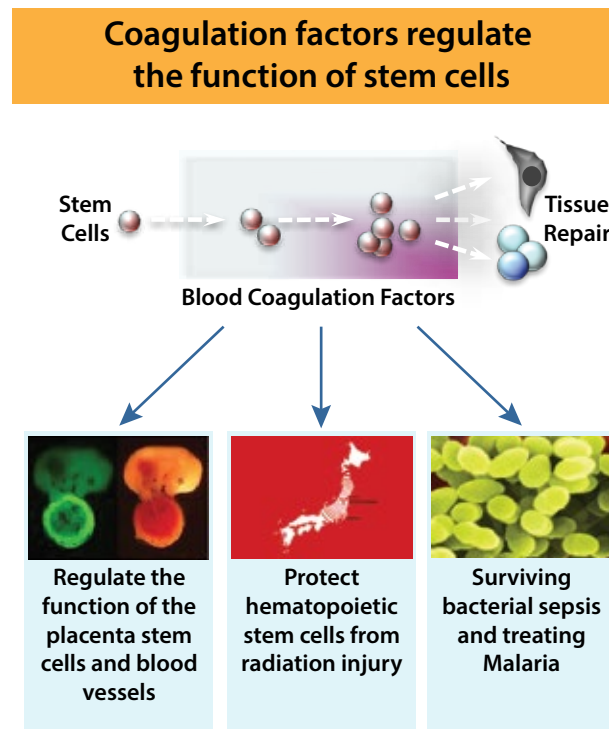 Coagulation factors regulate
the function of stem cells
Stem
Cells
Tissue
Repair
Blood Coagulation Factors
Regulate the
function of the
placenta stem
cells and blood
vessels
Protect
hematopoietic
stem cells from
radiation injury
Surviving
bacterial sepsis
and treating
Malaria